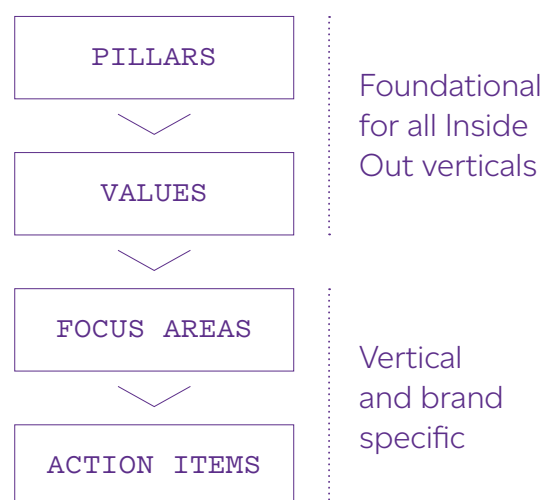 PILLARS
Foundational
for all Inside
Out verticals
VALUES
FOCUS AREAS
Vertical
and brand
specific
ACTION ITEMS